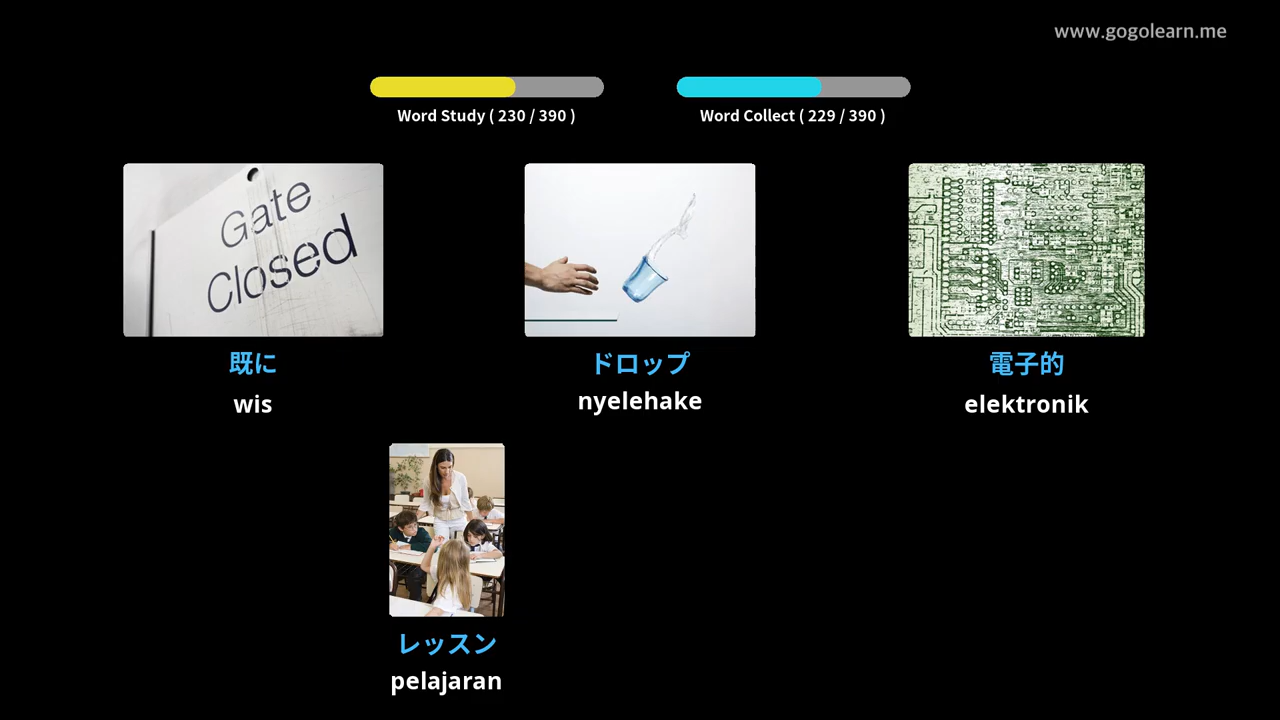 www.gogolearn.me
Word Study ( 230 / 390 )
Word Collect ( 229 / 390 )
Gate
Closed
既に
wis
ドロップ
nyelehake
電子的
elektronik
レッスン
pelajaran